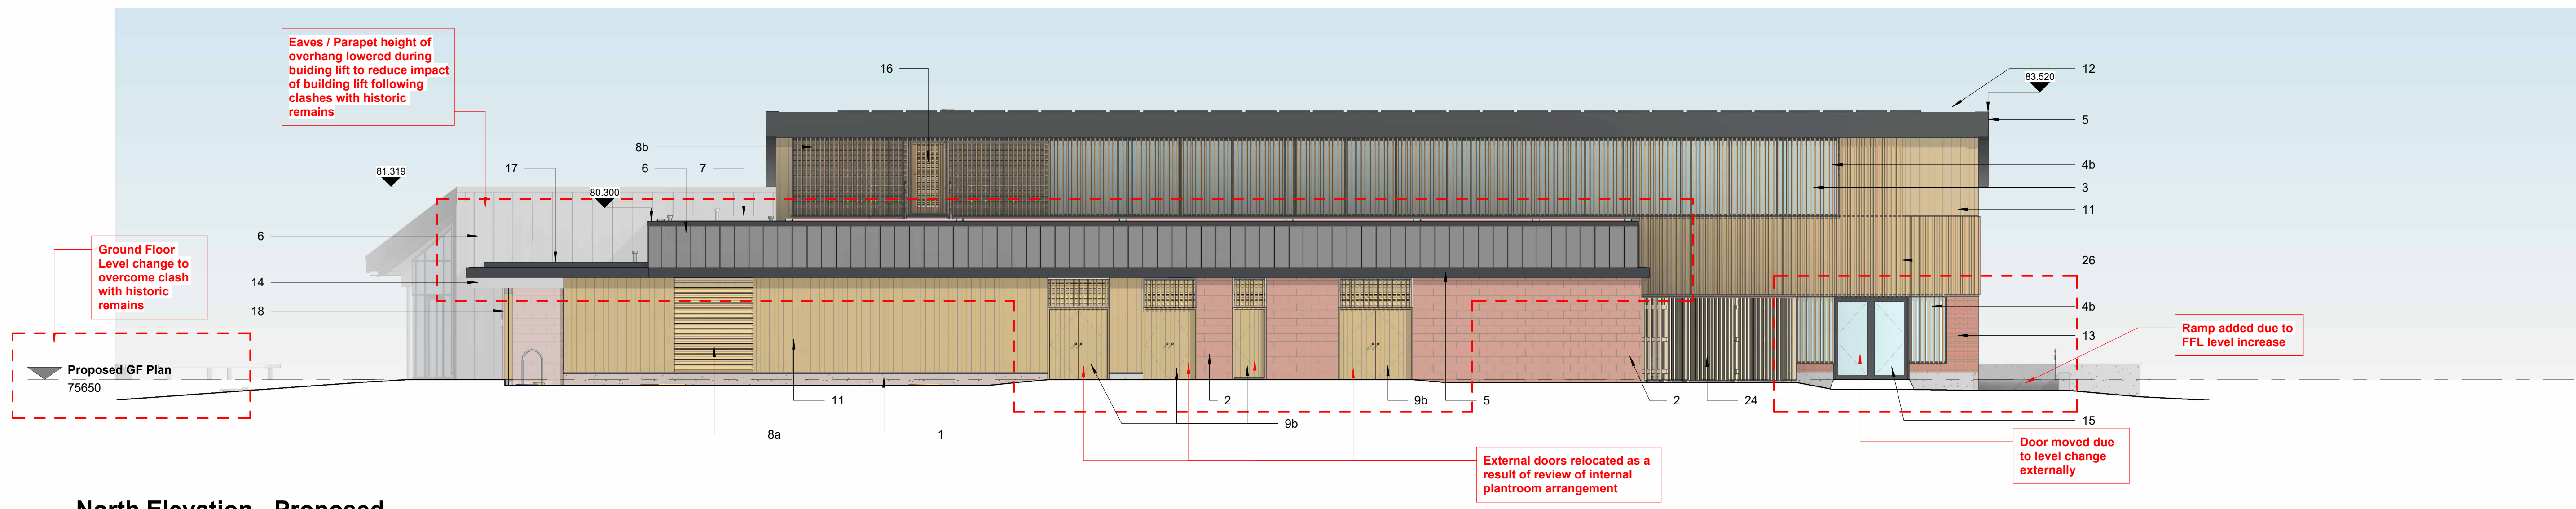 Eaves / Parapet height of
overhang lowered during
buiding lift to reduce impact
of building lift following
clashes with historic
remains
16
12
83.520
5
8b
17
6
7
4b
81.319
3
80.300
11
6
Ground Floor
Level change to
overcome clash
with historic
remains
26
14
4b
18
13
Ramp added due to
FFL level increase
Proposed GF Plan
75650
11
2
9b
5
2
24
15
9b
8a
1
Door moved due
to level change
externally
External doors relocated as a
result of review of internal
plantroom arrangement
North Elevation - Proposed